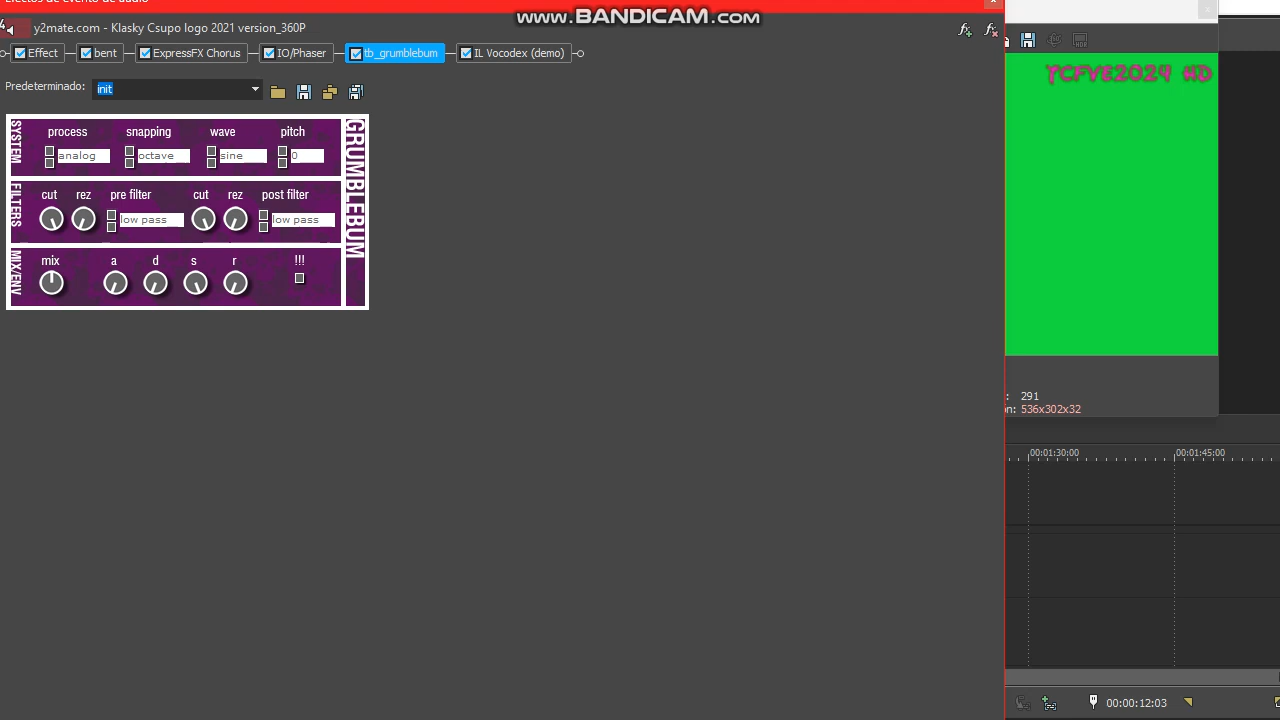 Efectos de evento de audio
www.BANDICAM.com
y2mate.com - Klasky Csupo logo 2021 version_360P
Effect
bent
ExpressFX Chorus
IO/Phaser
tb_grumblebum
IL Vocodex (demo)
YCFVE2024 HD
Predeterminado:
init
SYSTEM
process
snapping
wave
pitch
analog
octave
sine
0
GRUMBLEBUM
FILTERS
cut
rez
pre filter
cut
rez
post filter
low pass
low pass
MIX/ENV
mix
a
d
s
r
!!!
291
536x302x32
00:01:30:00
00:01:45:00
00:00:12:03